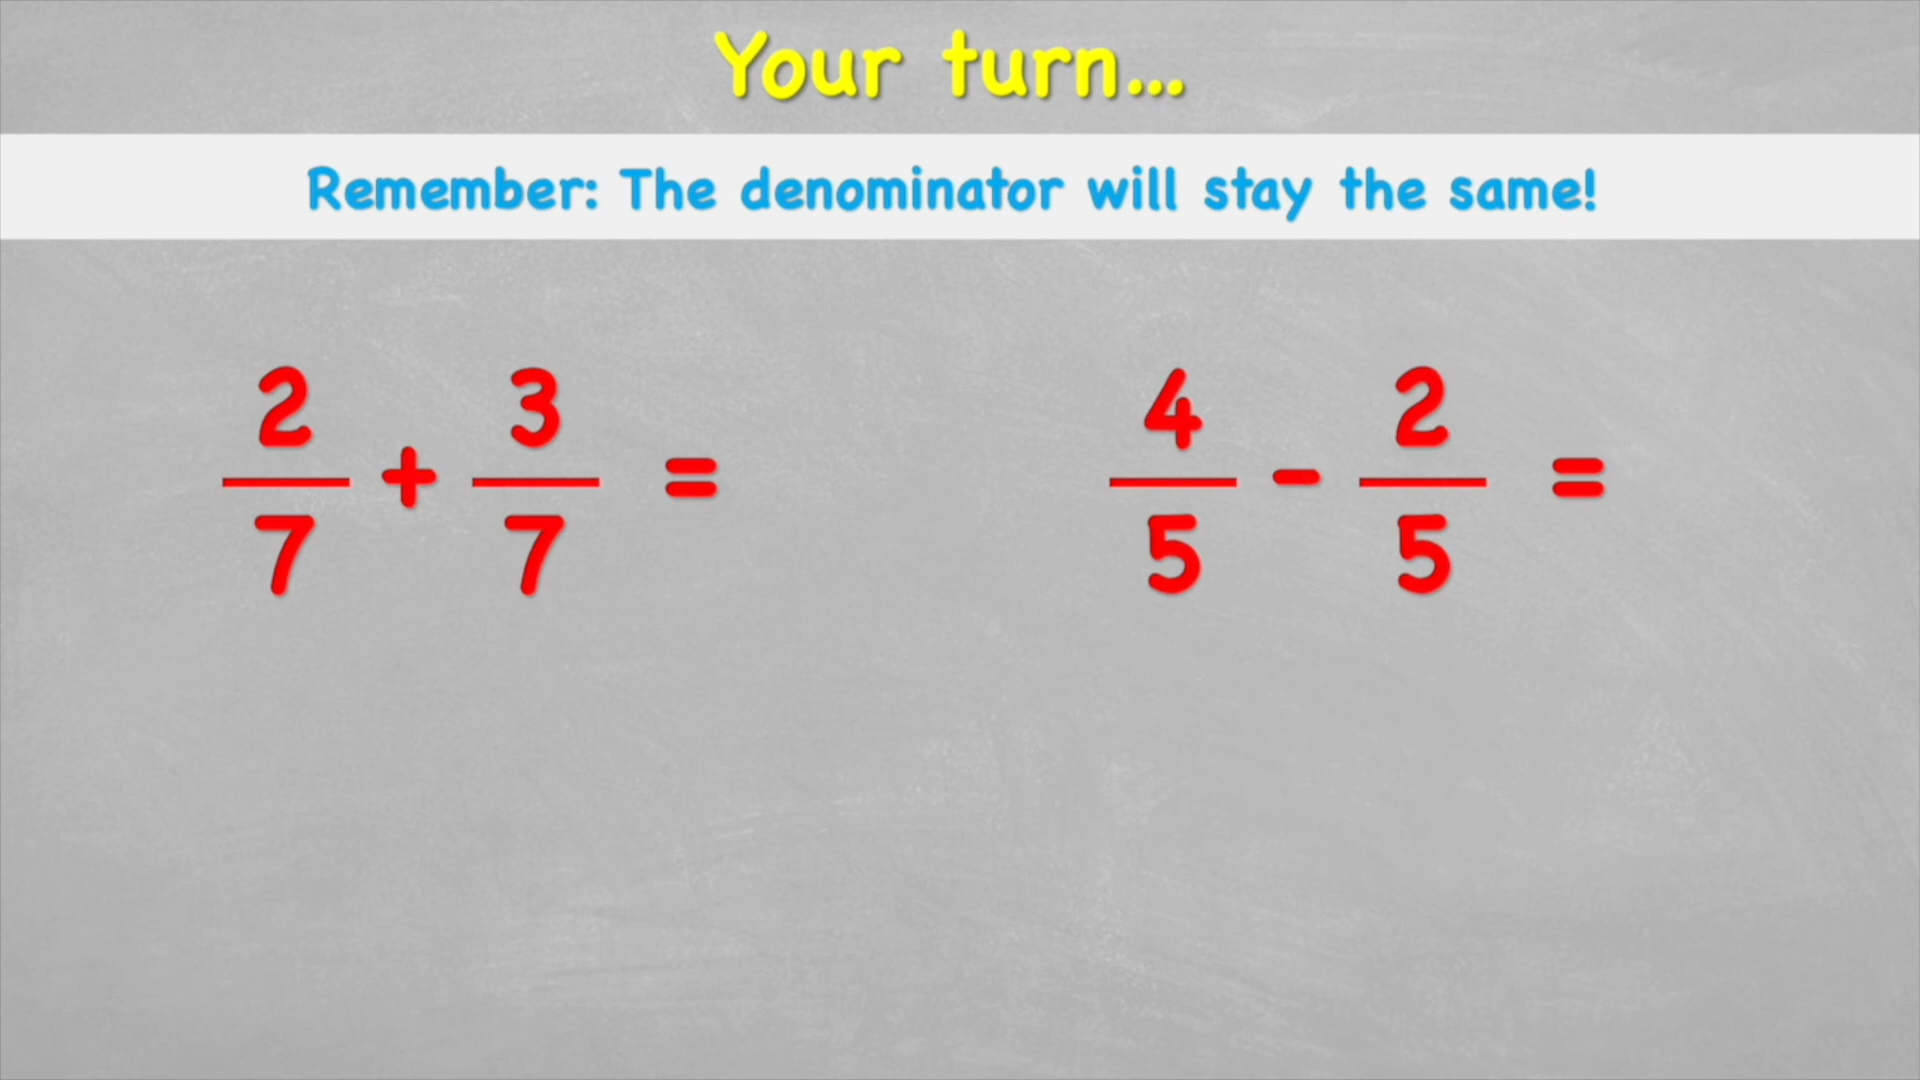 Your turn...
Remember: The denominator will stay the same!
2/7 + 3/7 =
4/5 - 2/5 =